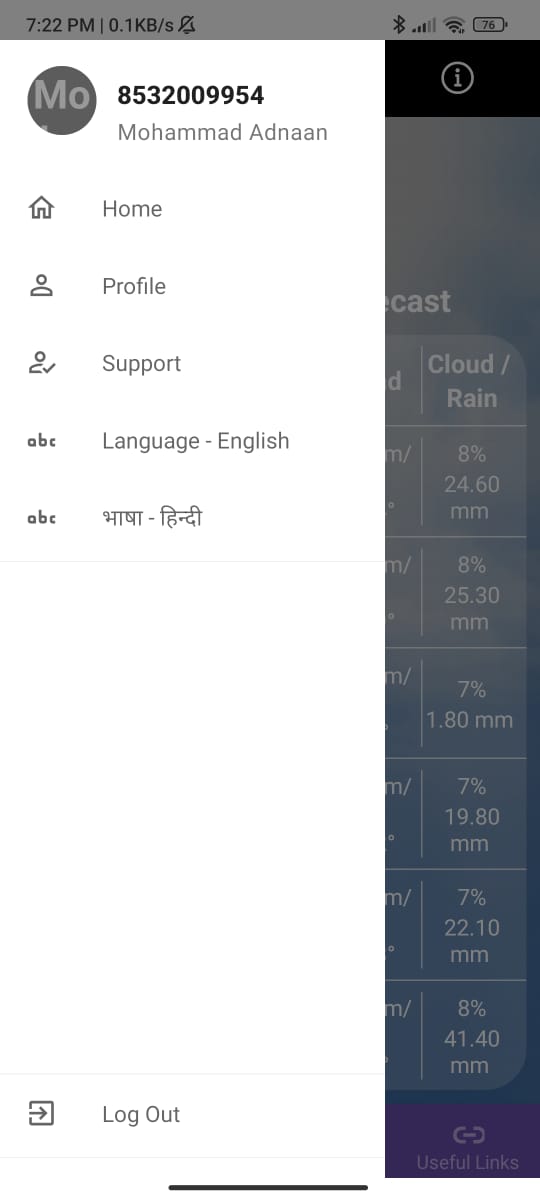 7:22 PM | 0.1KB/s
76
Mo
8532009954
Mohammad Adnaan
Home
Profile
Support
abc Language - English
abc भाषा - हिन्दी
Log Out
ecast
d
Cloud / Rain
m/
8%
24.60
mm
m/
8%
25.30
mm
m/
7%
1.80 mm
m/
7%
19.80
mm
m/
7%
22.10
mm
m/
8%
41.40
mm
Useful Links